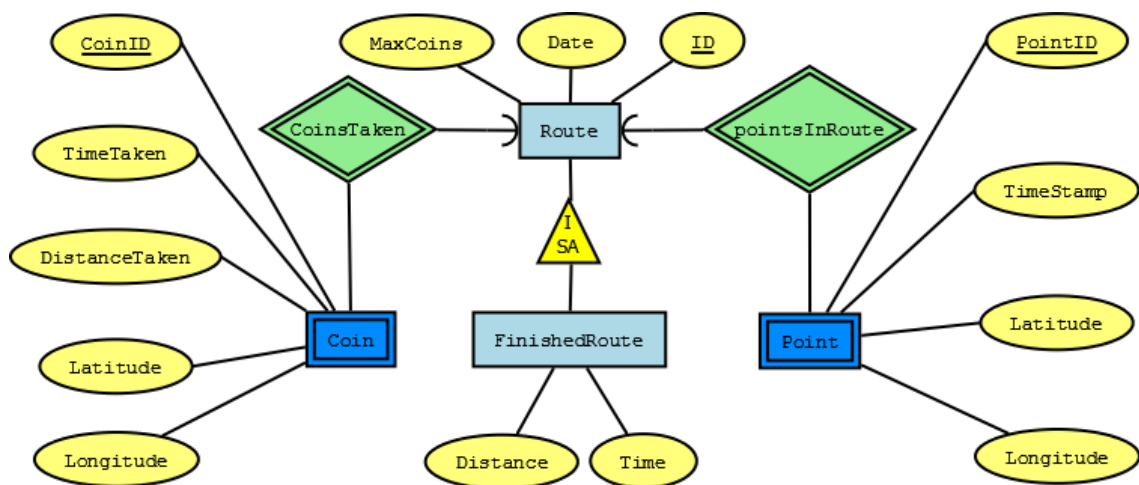 CoinID
MaxCoins
Date
ID
PointID
CoinsTaken
Route
pointsInRoute
TimeTaken
TimeStamp
I
SA
DistanceTaken
Coin
FinishedRoute
Point
Latitude
Latitude
Longitude
Distance
Time
Longitude